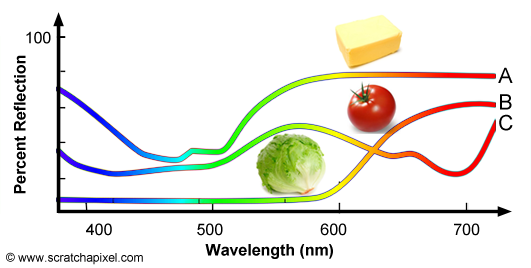 100
Percent Reflection
A
B
C
400 500 600 700
Wavelength (nm)
© www.scratchapixel.com